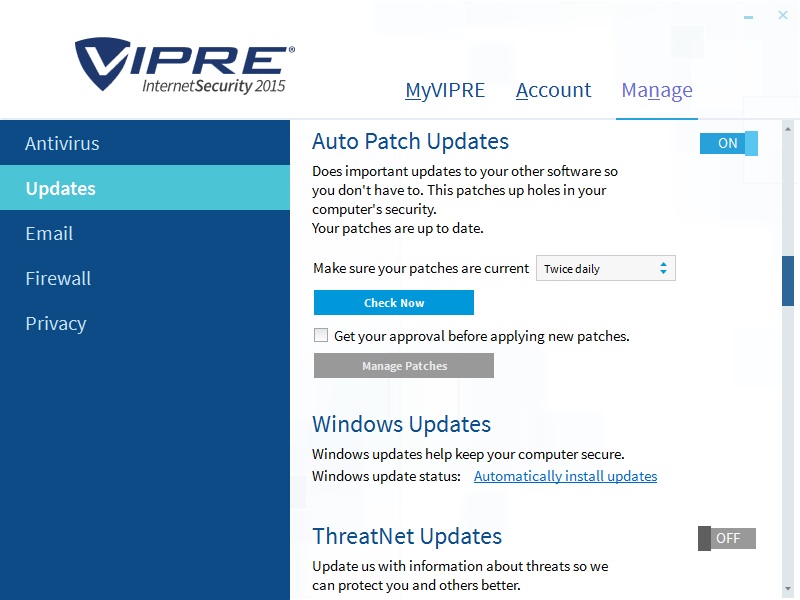 VIPRE®
InternetSecurity 2015
MyVIPRE Account Manage
Antivirus
Updates
Email
Firewall
Privacy
Auto Patch Updates
ON
Does important updates to your other software so
you don't have to. This patches up holes in your
computer's security.
Your patches are up to date.
Make sure your patches are current Twice daily
Check Now
Get your approval before applying new patches.
Manage Patches
Windows Updates
Windows updates help keep your computer secure.
Windows update status: Automatically install updates
ThreatNet Updates
OFF
Update us with information about threats so we
can protect you and others better.